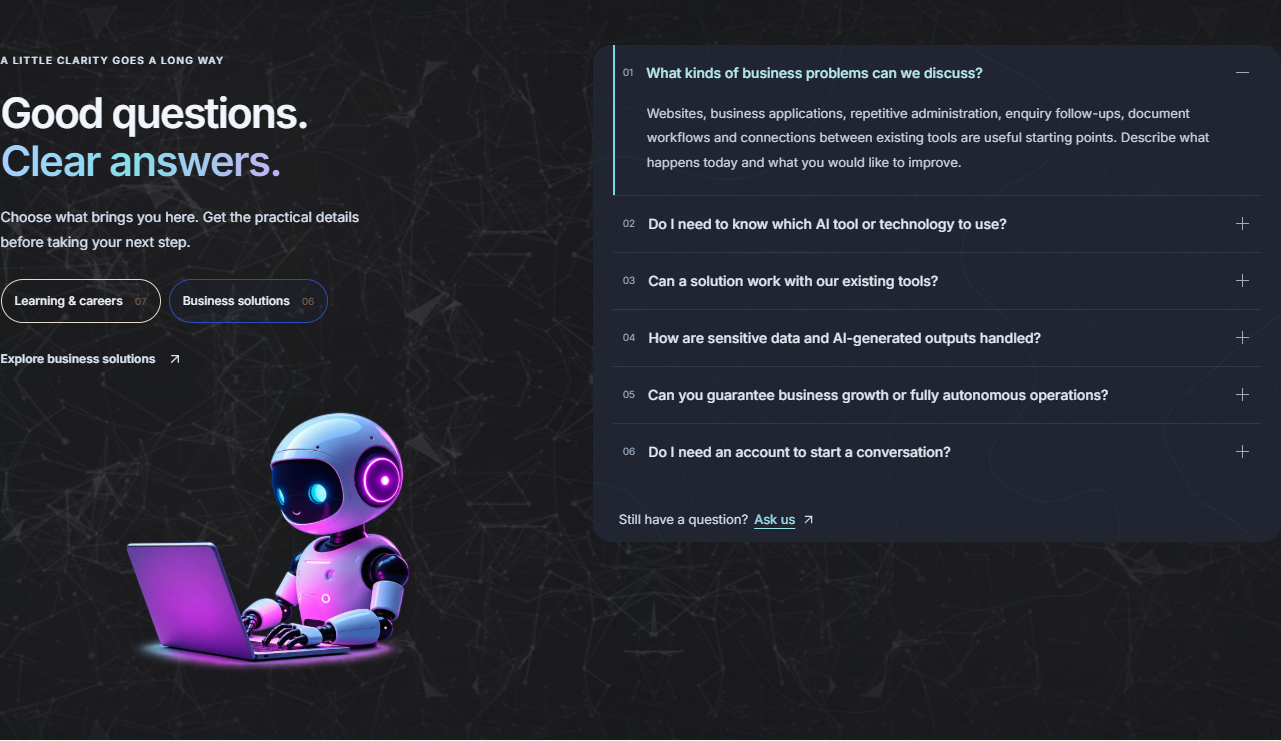 A LITTLE CLARITY GOES A LONG WAY
Good questions.
Clear answers.
Choose what brings you here. Get the practical details
before taking your next step.
Learning & careers 07
Business solutions 06
Explore business solutions
01 What kinds of business problems can we discuss?
Websites, business applications, repetitive administration, enquiry follow-ups, document
workflows and connections between existing tools are useful starting points. Describe what
happens today and what you would like to improve.
02 Do I need to know which AI tool or technology to use?
03 Can a solution work with our existing tools?
04 How are sensitive data and AI-generated outputs handled?
05 Can you guarantee business growth or fully autonomous operations?
06 Do I need an account to start a conversation?
Still have a question? Ask us